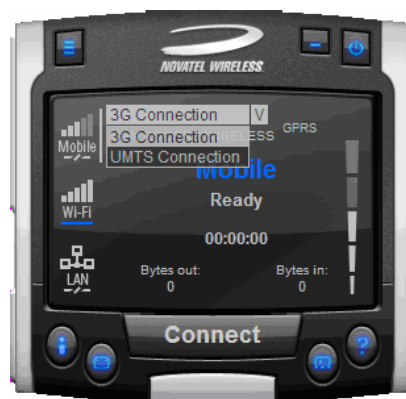 NOVATEL WIRELESS
3G Connection V
3G Connection
GPRS
UMTS Connection
Mobile
Mobile
Wi-Fi
Ready
00:00:00
LAN
Bytes out: Bytes in:
0 0
Connect
?